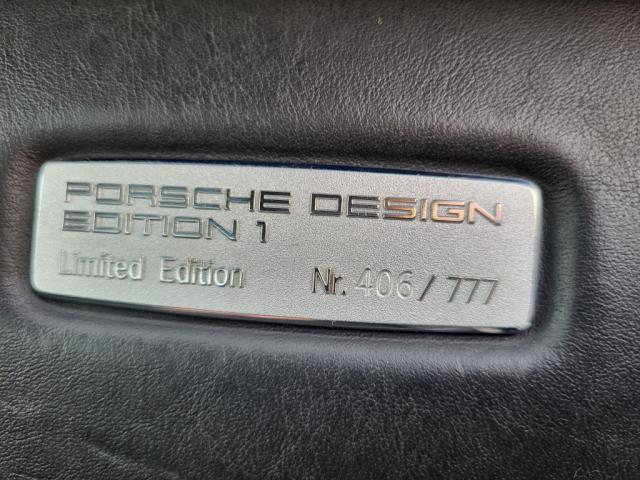 PORSCHE DESIGN
EDITION 1
Limited Edition Nr. 406 / 777